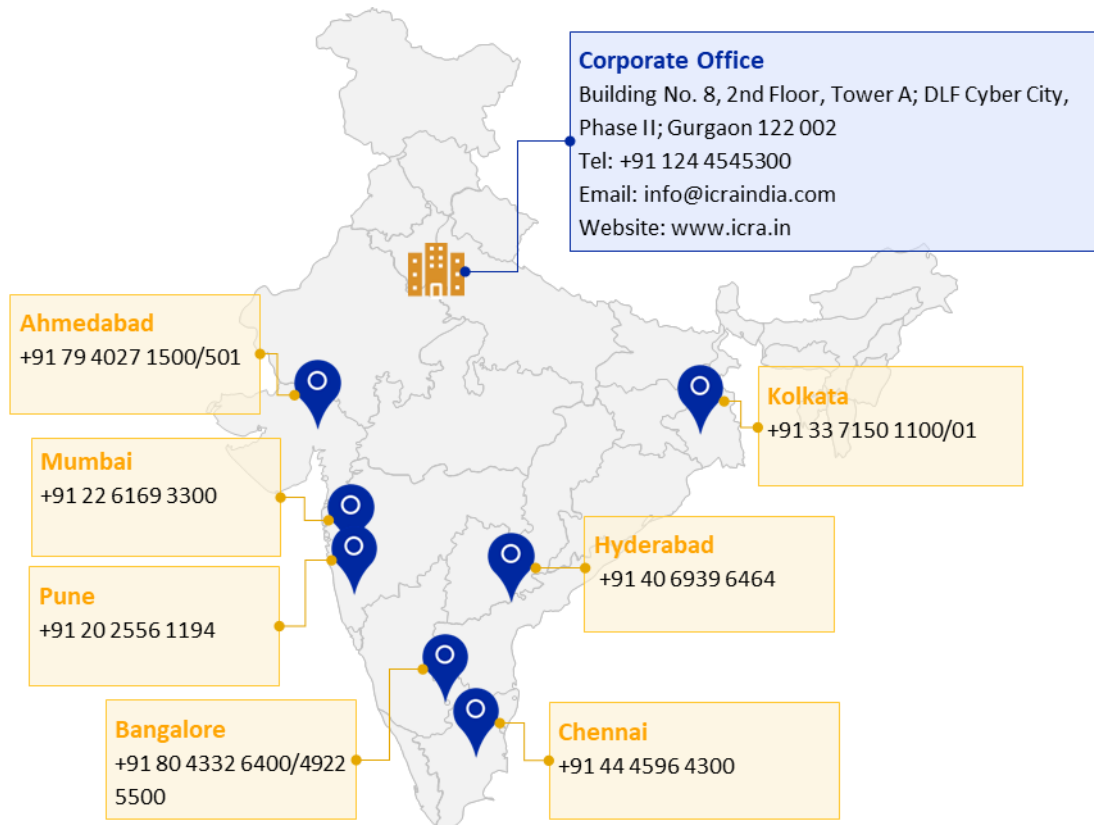 Corporate Office
Building No. 8, 2nd Floor, Tower A; DLF Cyber City,
Phase II; Gurgaon 122 002
Tel: +91 124 4545300
Email: info@icraindia.com
Website: www.icra.in
Ahmedabad
+91 79 4027 1500/501
Kolkata
+91 33 7150 1100/01
Mumbai
+91 22 6169 3300
Hyderabad
+91 40 6939 6464
Pune
+91 20 2556 1194
Bangalore
+91 80 4332 6400/4922
5500
Chennai
+91 44 4596 4300